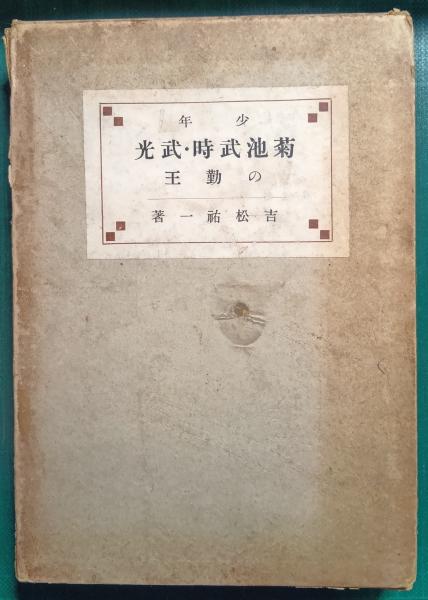 少年
菊池武時・武光
の勤王
吉松祐一著